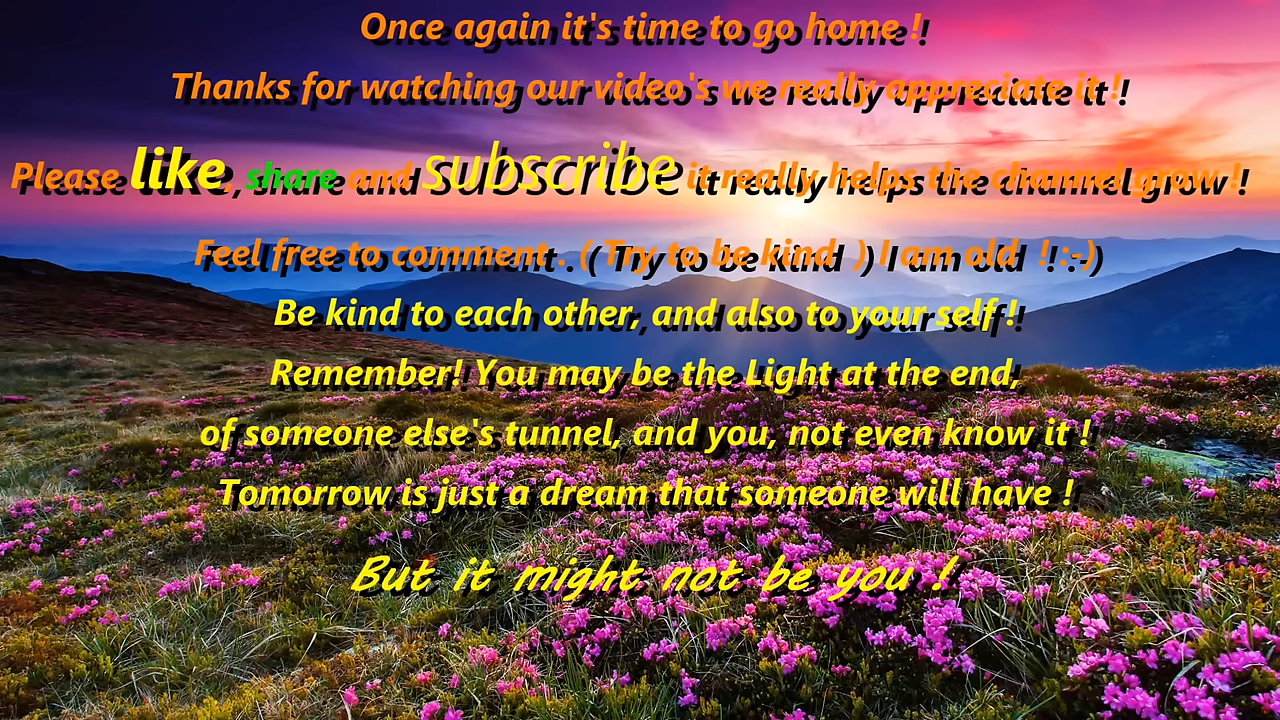 Once again it's time to go home !
Thanks for watching our video's we really appreciate it !
Please like, share and subscribe it really helps the channel grow !
Feel free to comment . ( Try to be kind ) I am old !:-)
Be kind to each other, and also to your self !
Remember! You may be the Light at the end,
of someone else's tunnel, and you, not even know it !
Tomorrow is just a dream that someone will have !
But it might not be you !